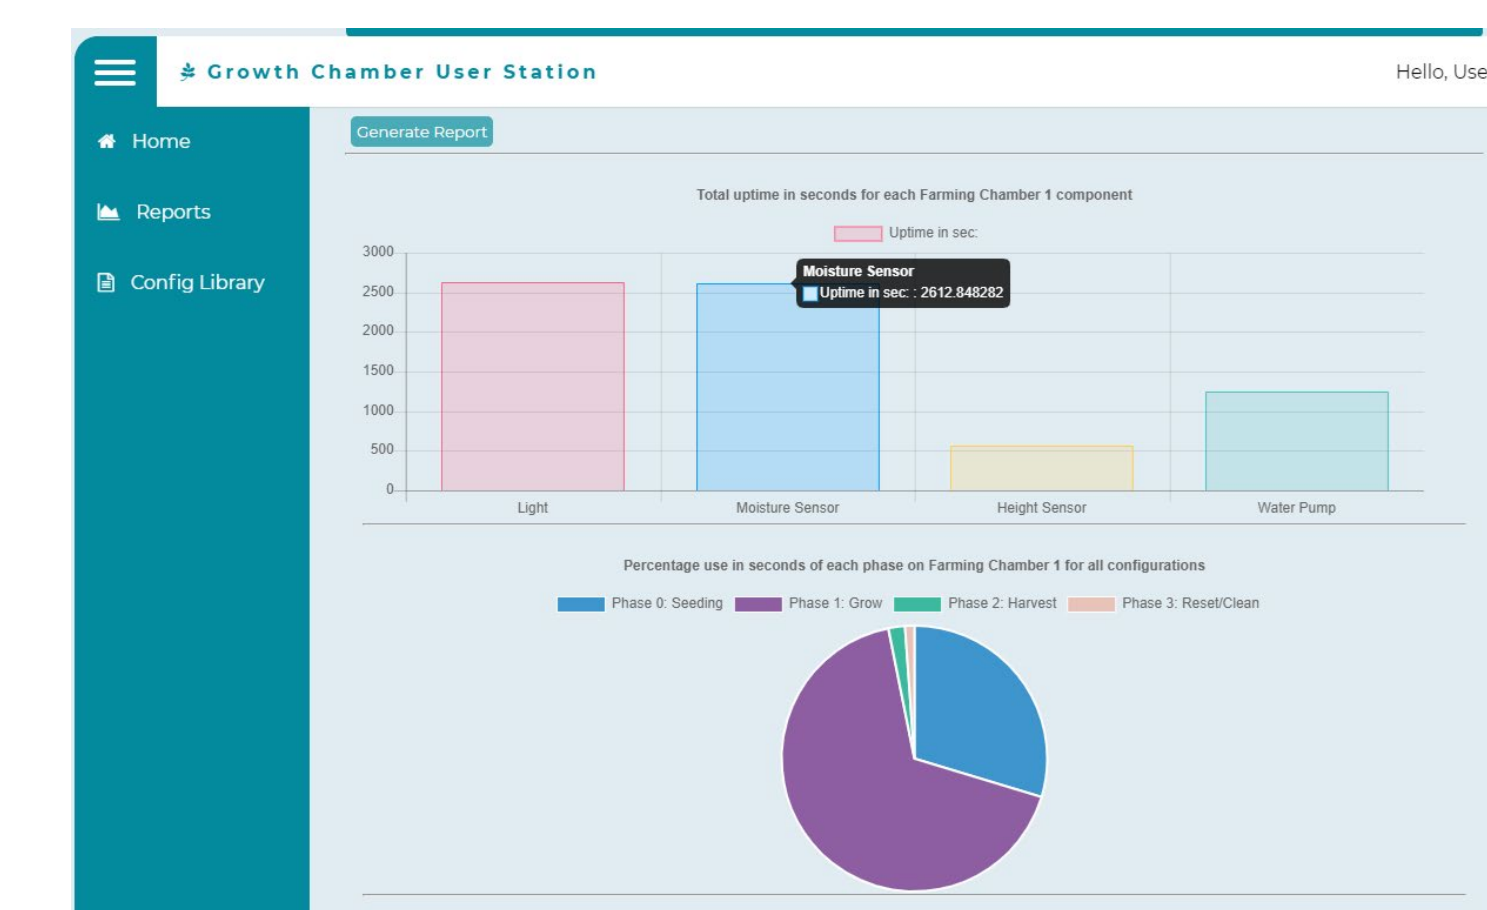 Growth Chamber User Station
Hello, Use
Home
Reports
Config Library
Generate Report
Total uptime in seconds for each Farming Chamber 1 component
Uptime in sec:
3000
2500
2000
1500
1000
500
0
Moisture Sensor
Uptime in sec: : 2612.848282
Light Moisture Sensor Height Sensor Water Pump
Percentage use in seconds of each phase on Farming Chamber 1 for all configurations
Phase 0: Seeding Phase 1: Grow Phase 2: Harvest Phase 3: Reset/Clean